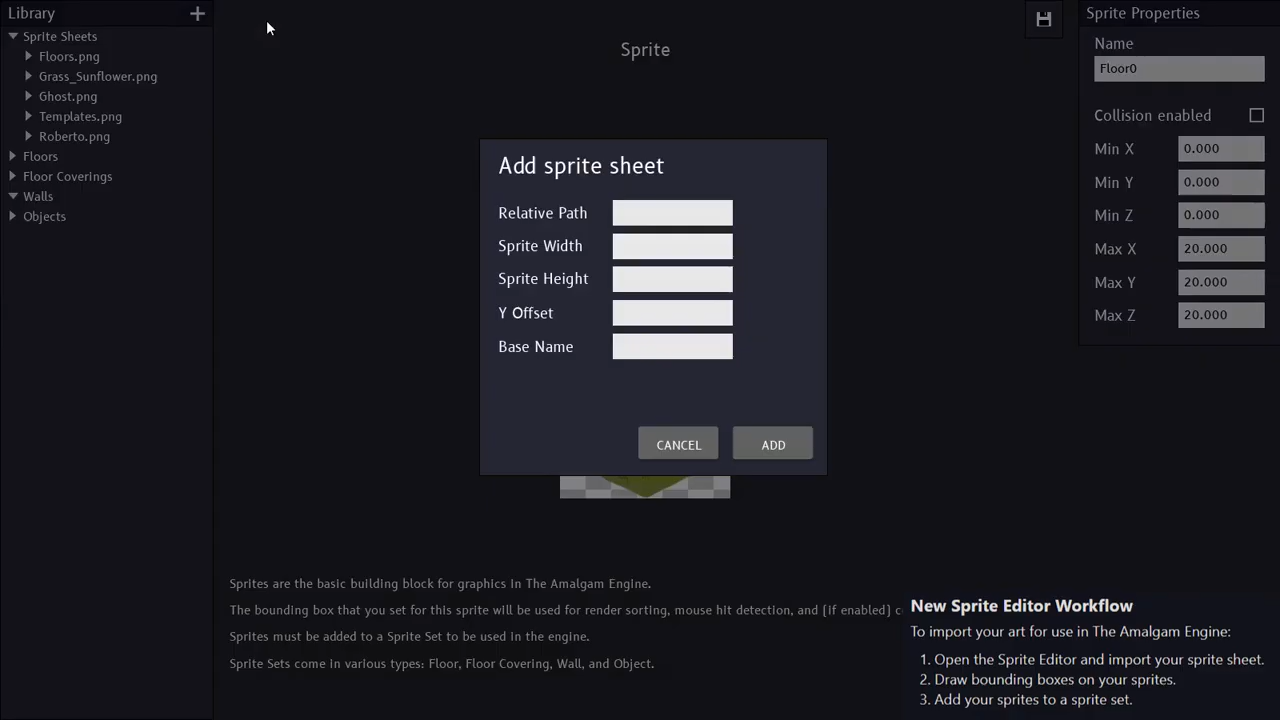 Library
Sprite Sheets
Floors.png
Grass_Sunflower.png
Ghost.png
Templates.png
Roberto.png
Floors
Floor Coverings
Walls
Objects
Sprite
Add sprite sheet
Relative Path
Sprite Width
Sprite Height
Y Offset
Base Name
CANCEL
ADD
Sprites are the basic building block for graphics in The Amalgam Engine.
The bounding box that you set for this sprite will be used for render sorting, mouse hit detection, and (if enabled)
Sprites must be added to a Sprite Set to be used in the engine.
Sprite Sets come in various types: Floor, Floor Covering, Wall, and Object.
Sprite Properties
Name
Floor0
Collision enabled
Min X 0.000
Min Y 0.000
Min Z 0.000
Max X 20.000
Max Y 20.000
Max Z 20.000
New Sprite Editor Workflow
To import your art for use in The Amalgam Engine:
1. Open the Sprite Editor and import your sprite sheet.
2. Draw bounding boxes on your sprites.
3. Add your sprites to a sprite set.